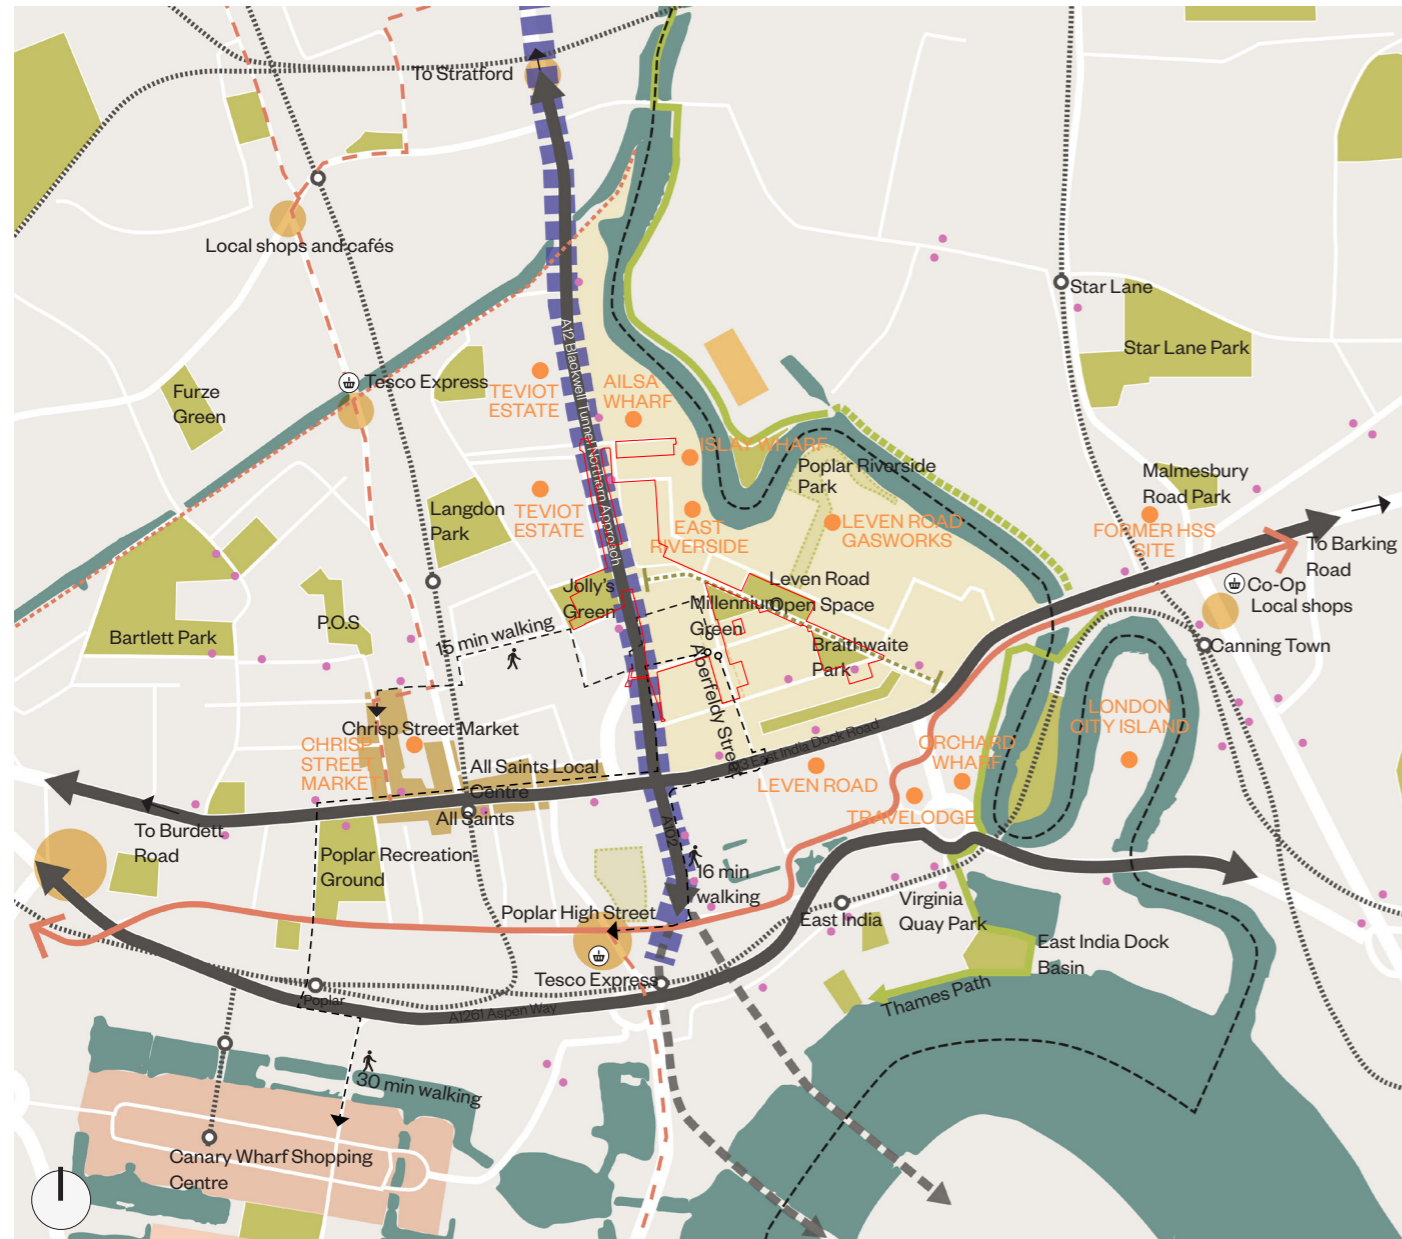 To Stratford
Local shops and cafés
Star Lane
Star Lane Park
Tesco Express
Furze
Green
TEVIOT
ESTATE
AILSA
WHARF
A12 Blackwell Tunnel Northern Approach
ISLAY WHARF
Poplar Riverside
Park
Malmesbury
Road Park
Langdon
Park
TEVIOT
ESTATE
EAST
RIVERSIDE
LEVEN ROAD
GASWORKS
FORMER HSS
SITE
To Barking
Road
Jolly's
Green
Millennium
Green
Leven Road
Open Space
Co-Op
Local shops
P.O.S
Bartlett Park
15 min walking
Braithwaite
Park
Canning Town
Aberfeldy Street
Chrisp Street Market
CHRISP
STREET
MARKET
All Saints Local
Centre
All Saints
A13 East India Dock Road
LONDON
CITY ISLAND
ORCHARD
WHARF
LEVEN ROAD
TRAVELODGE
To Burdett
Road
A102
Poplar Recreation
Ground
16 min
walking
Poplar High Street
East India
Virginia
Quay Park
East India Dock
Basin
Tesco Express
Thames Path
Poplar
A1261 Aspen Way
30 min walking
Canary Wharf Shopping
Centre